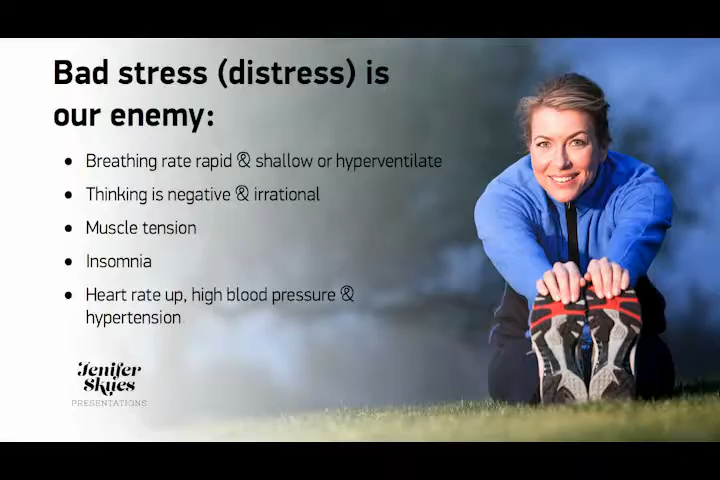 Bad stress (distress) is
our enemy:
• Breathing rate rapid & shallow or hyperventilate
• Thinking is negative & irrational
• Muscle tension
• Insomnia
• Heart rate up, high blood pressure &
hypertension
Jenifer
Skyies
PRESENTATIONS